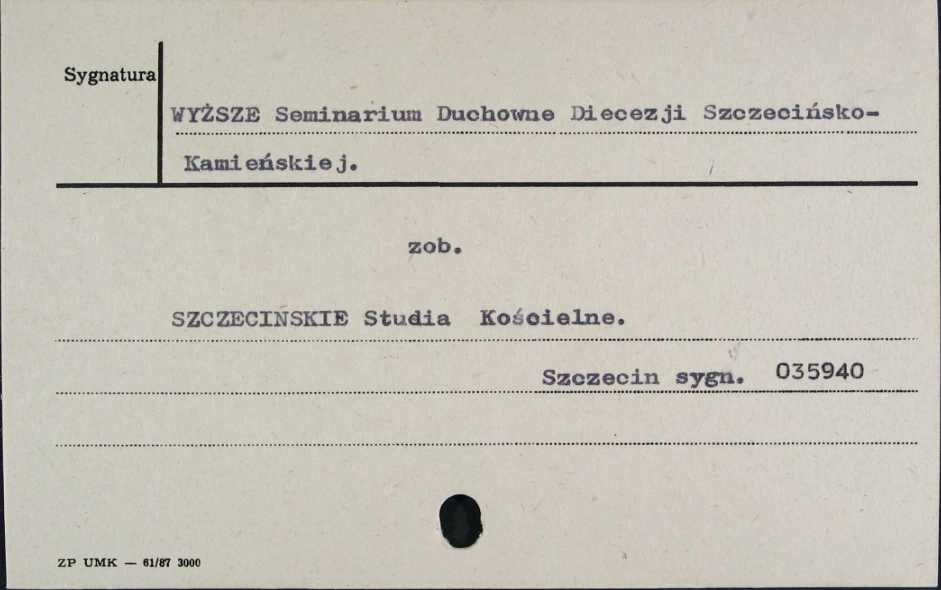 Sygnatura
WYŻSZE Seminarium Duchowne Diecezji Szczecińsko-
Kamieńskiej.
zob.
SZCZECIŃSKIE Studia Kościelne.
Szczecin sygn. 035940
ZP UMK — 61/87 3000